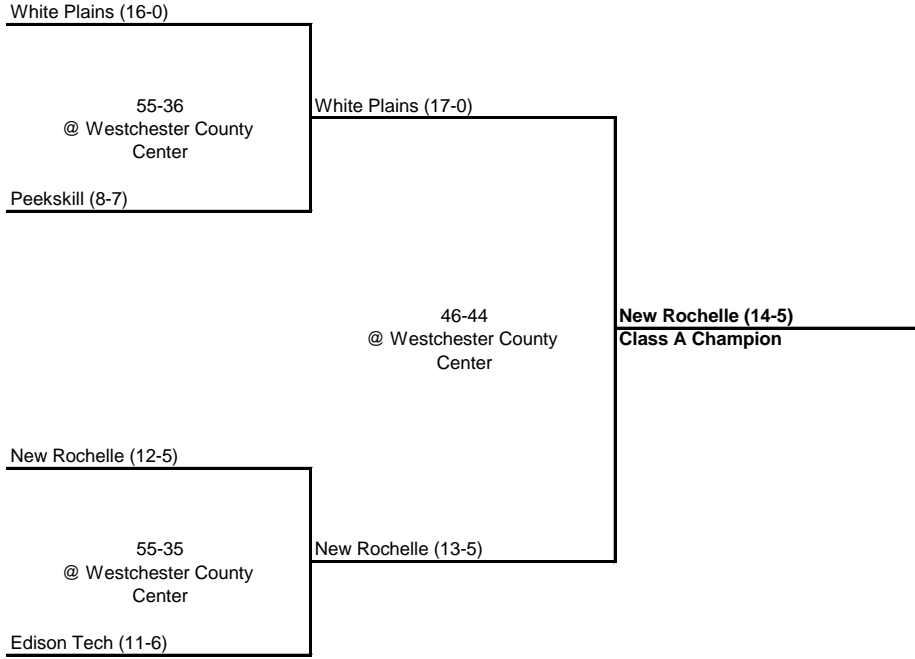 White Plains (16-0)
55-36
@ Westchester County
Center
White Plains (17-0)
Peekskill (8-7)
46-44
@ Westchester County
Center
New Rochelle (14-5)
Class A Champion
New Rochelle (12-5)
55-35
@ Westchester County
Center
New Rochelle (13-5)
Edison Tech (11-6)